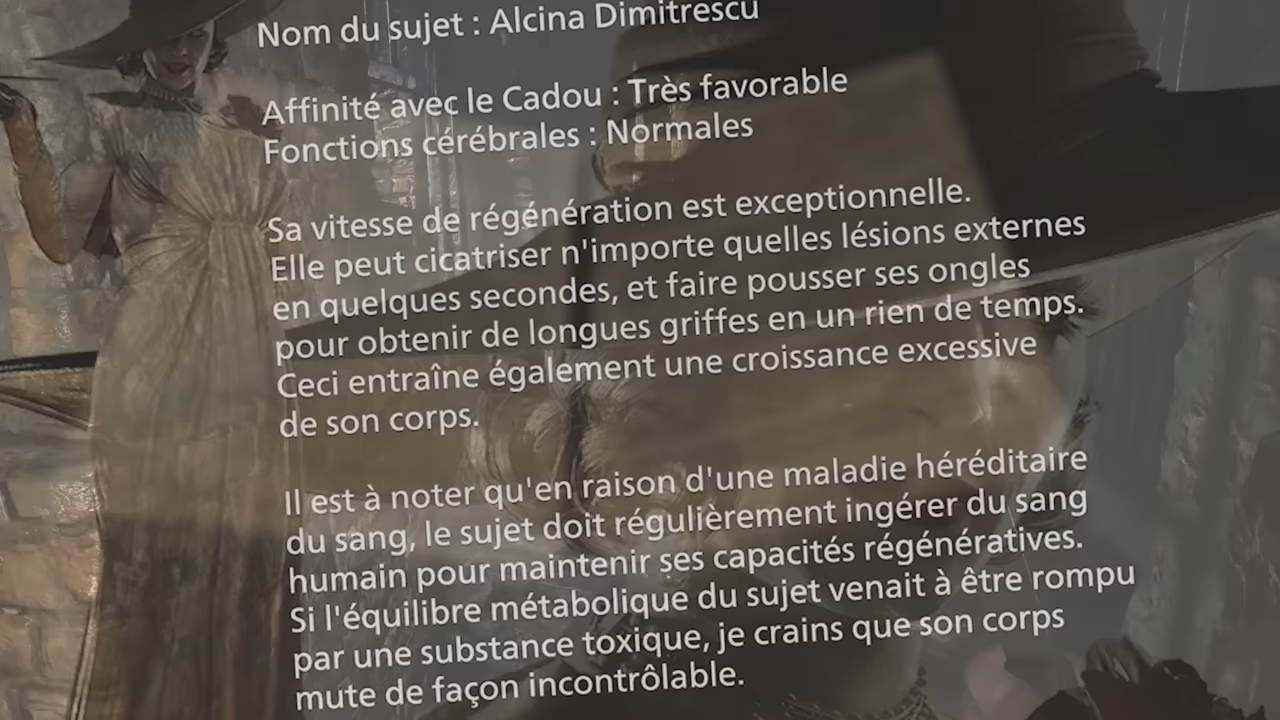 Nom du sujet : Alcina Dimitrescu
Affinité avec le Cadou : Très favorable
Fonctions cérébrales : Normales
Sa vitesse de régénération est exceptionnelle.
Elle peut cicatriser n'importe quelles lésions externes
en quelques secondes, et faire pousser ses ongles
pour obtenir de longues griffes en un rien de temps.
Ceci entraîne également une croissance excessive
de son corps.
Il est à noter qu'en raison d'une maladie héréditaire
du sang, le sujet doit régulièrement ingérer du sang
humain pour maintenir ses capacités régénératives.
Si l'équilibre métabolique du sujet venait à être rompu
par une substance toxique, je crains que son corps
mute de façon incontrôlable.